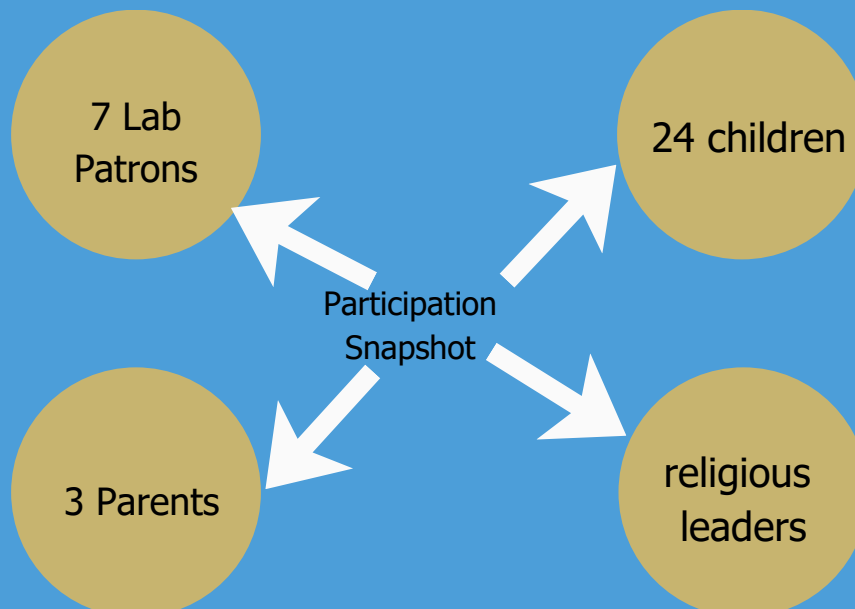 7 Lab
Patrons
24 children
Participation
Snapshot
3 Parents
religious
leaders